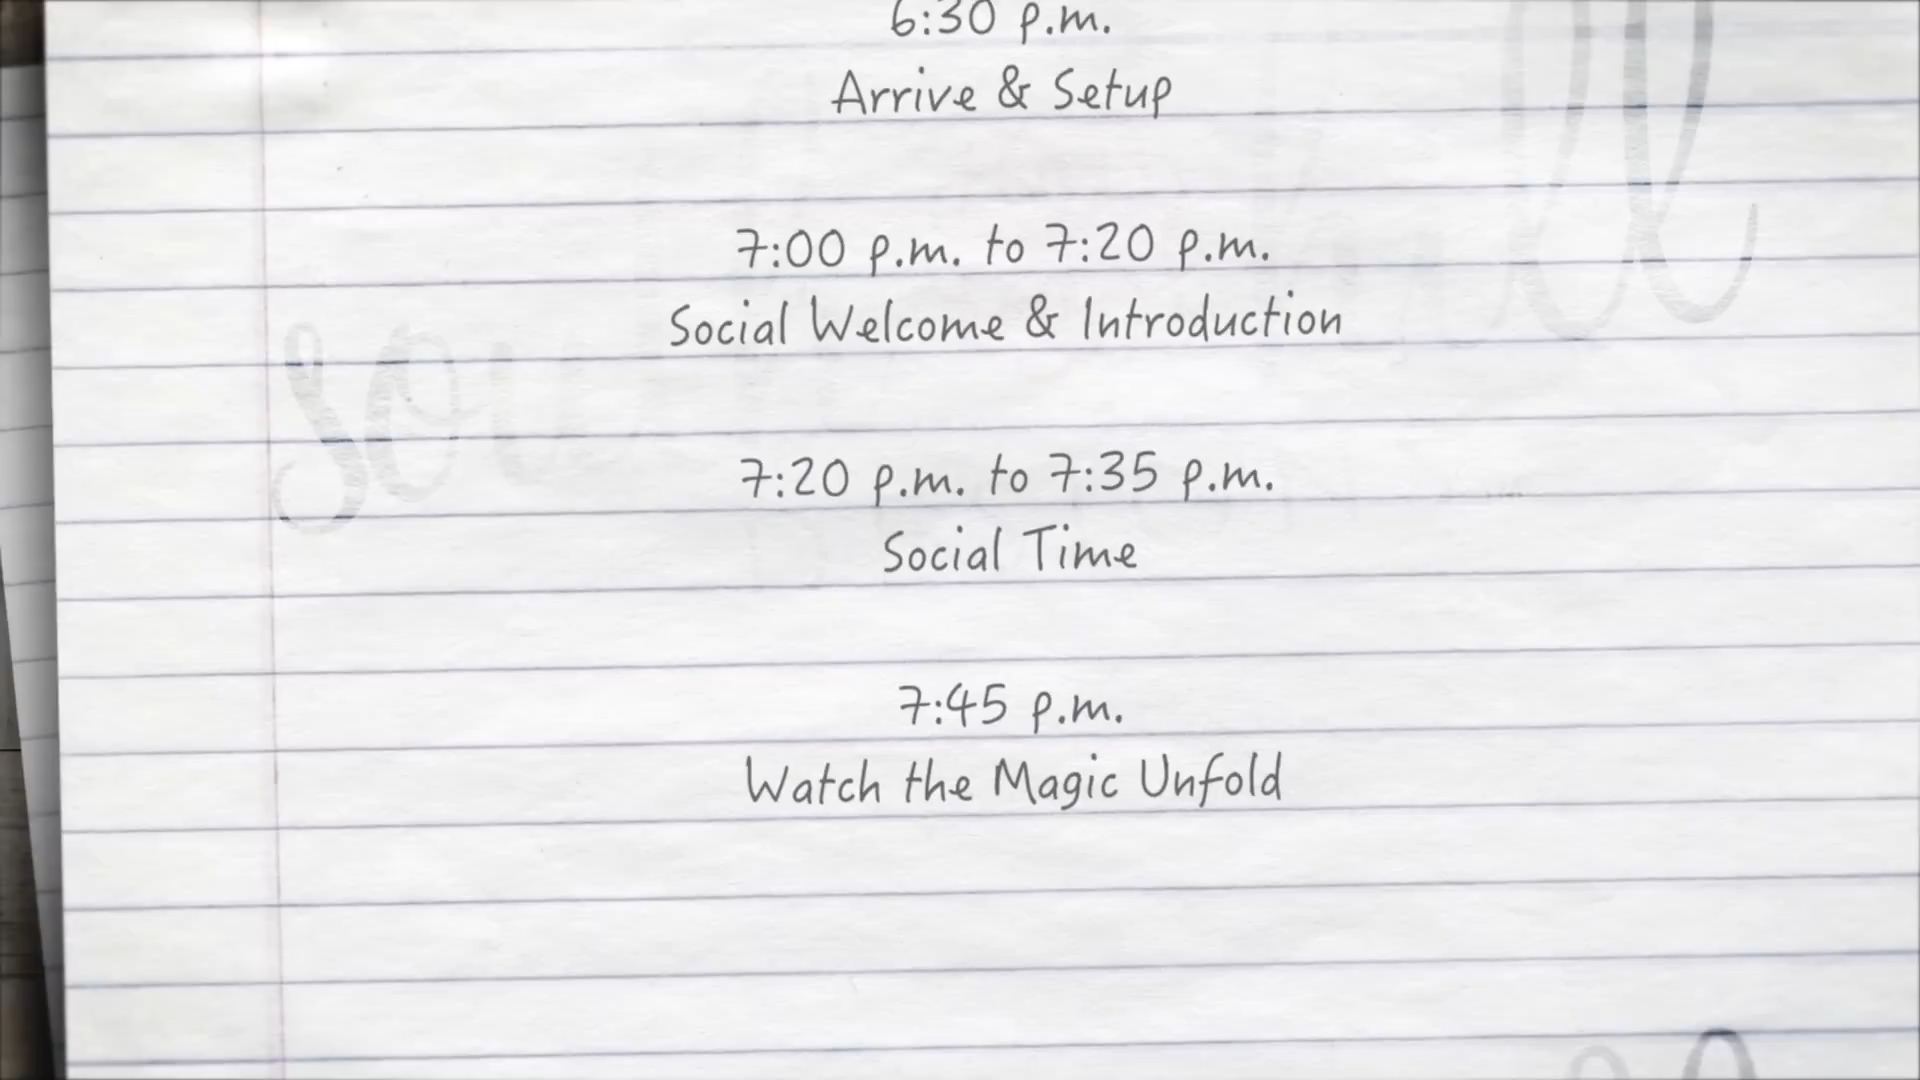 6:30 p.m.
Arrive & Setup
7:00 p.m. to 7:20 p.m.
Social Welcome & Introduction
7:20 p.m. to 7:35 p.m.
Social Time
7:45 p.m.
Watch the Magic Unfold